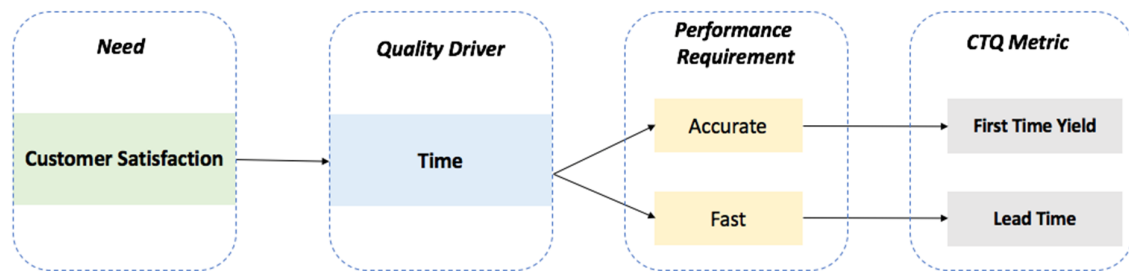 Need
Quality Driver
Performance
Requirement
CTQ Metric
Customer Satisfaction
Time
Accurate
First Time Yield
Fast
Lead Time